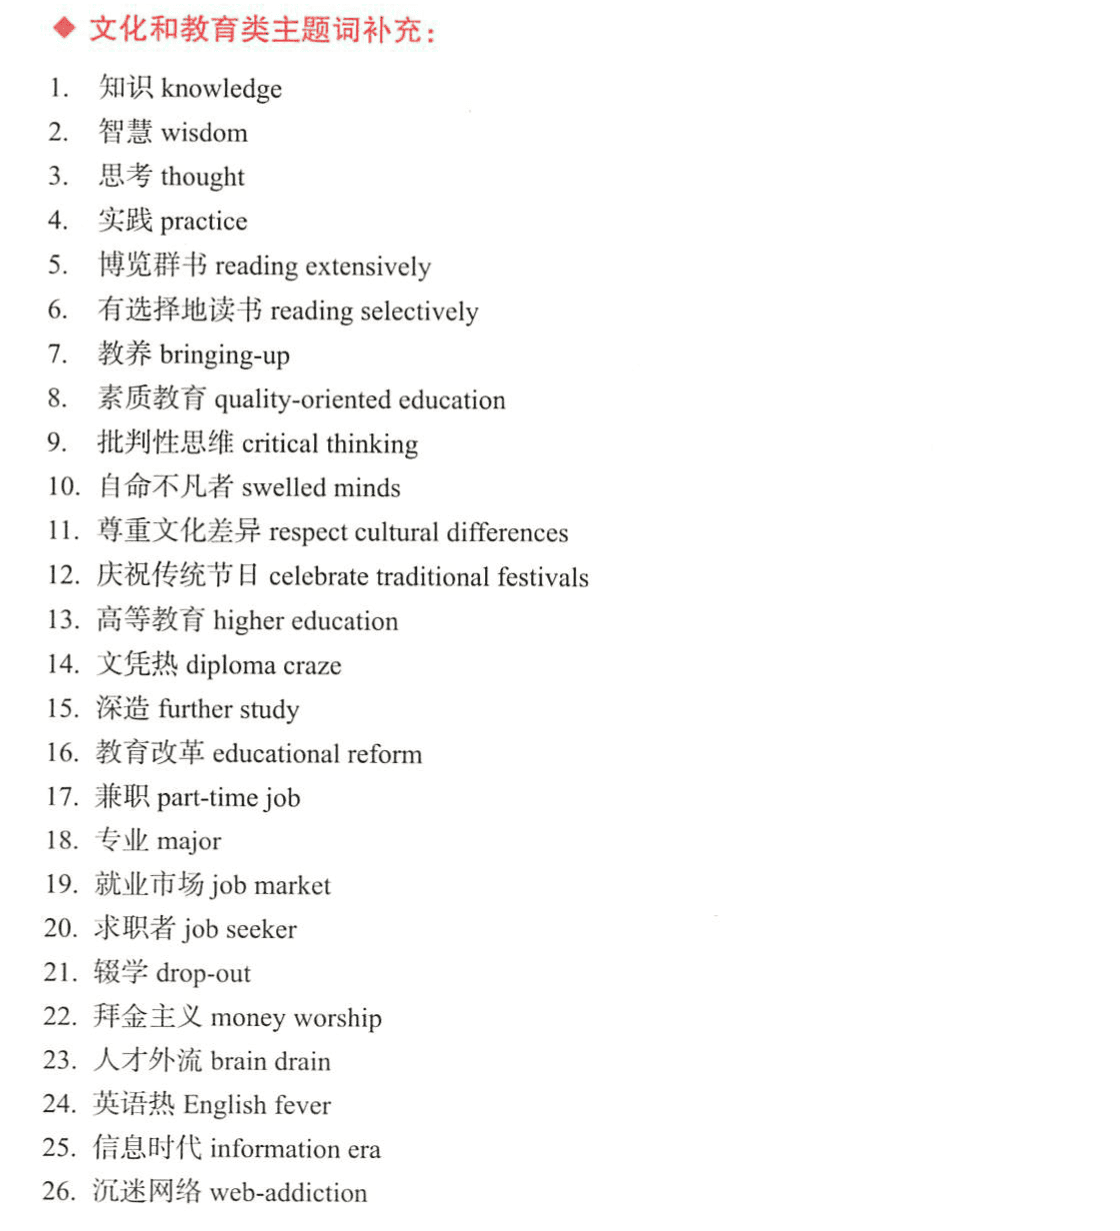 ◆ 文化和教育类主题词补充：
1. 知识 knowledge
2. 智慧 wisdom
3. 思考 thought
4. 实践 practice
5. 博览群书 reading extensively
6. 有选择地读书 reading selectively
7. 教养 bringing-up
8. 素质教育 quality-oriented education
9. 批判性思维 critical thinking
10. 自命不凡者 swelled minds
11. 尊重文化差异 respect cultural differences
12. 庆祝传统节日 celebrate traditional festivals
13. 高等教育 higher education
14. 文凭热 diploma craze
15. 深造 further study
16. 教育改革 educational reform
17. 兼职 part-time job
18. 专业 major
19. 就业市场 job market
20. 求职者 job seeker
21. 辍学 drop-out
22. 拜金主义 money worship
23. 人才外流 brain drain
24. 英语热 English fever
25. 信息时代 information era
26. 沉迷网络 web-addiction